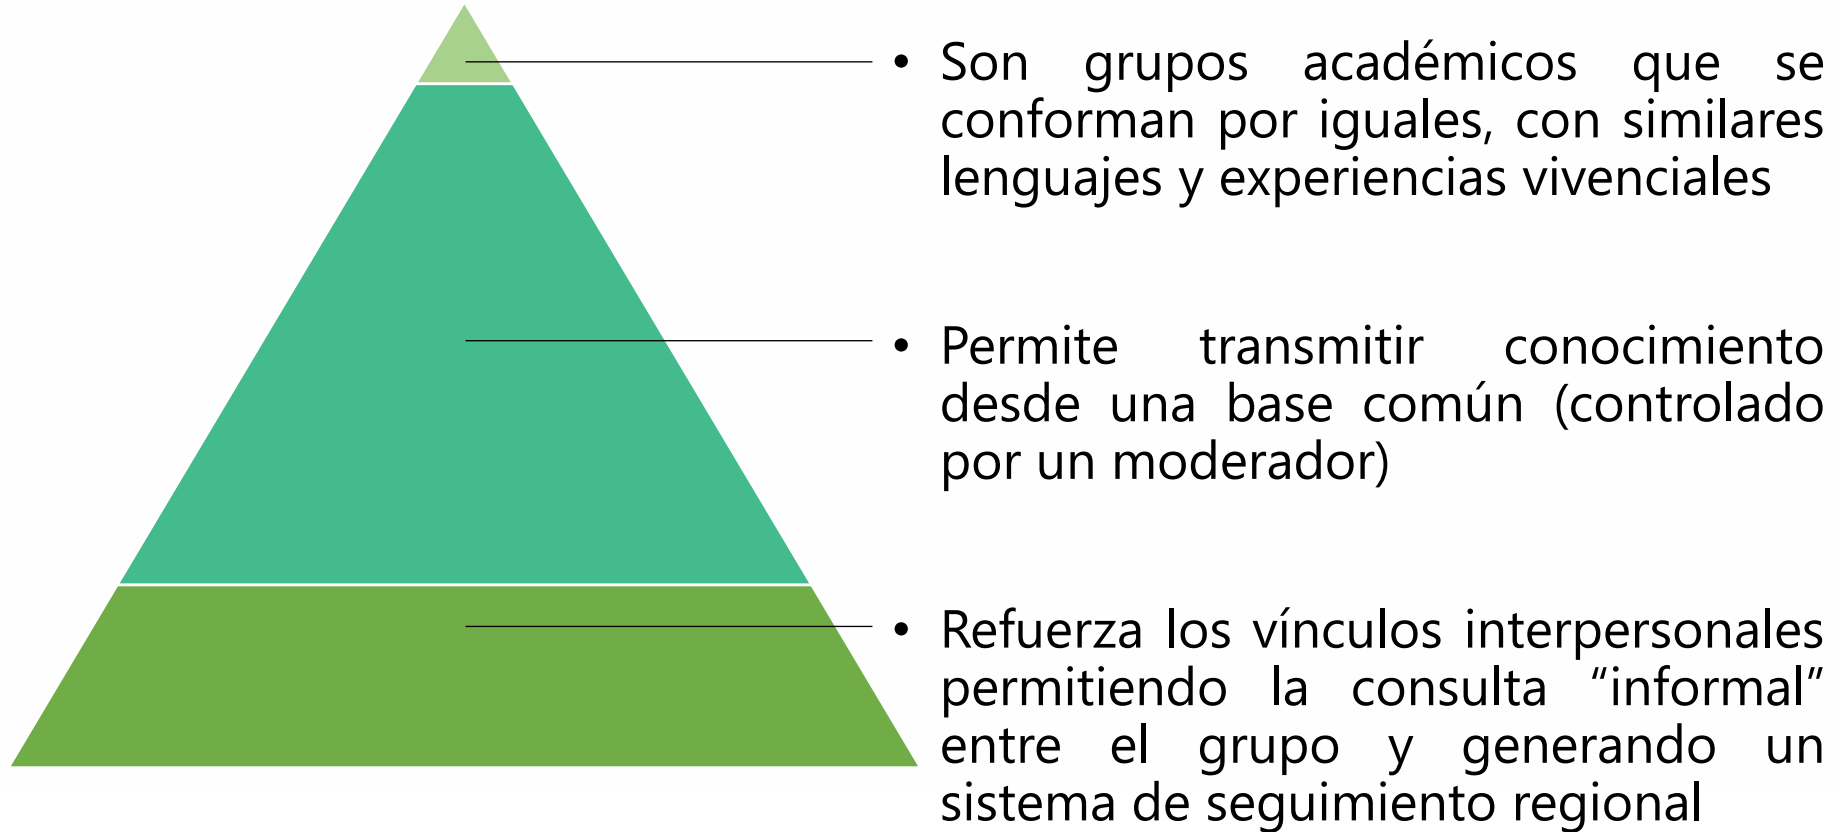 • Son grupos académicos que se
conforman por iguales, con similares
lenguajes y experiencias vivenciales
• Permite transmitir conocimiento
desde una base común (controlado
por un moderador)
• Refuerza los vínculos interpersonales
permitiendo la consulta “informal”
entre el grupo y generando un
sistema de seguimiento regional